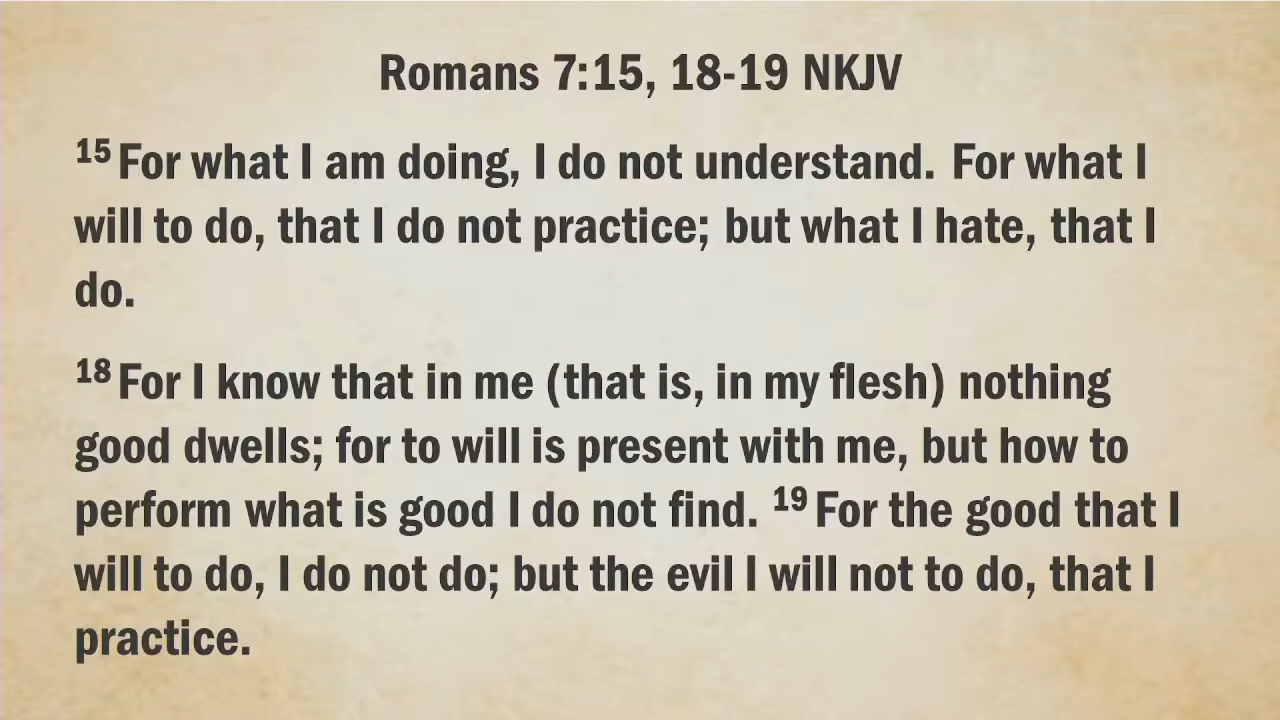 Romans 7:15, 18-19 NKJV
15 For what I am doing, I do not understand. For what I
will to do, that I do not practice; but what I hate, that I
do.
18 For I know that in me (that is, in my flesh) nothing
good dwells; for to will is present with me, but how to
perform what is good I do not find. 19 For the good that I
will to do, I do not do; but the evil I will not to do, that I
practice.